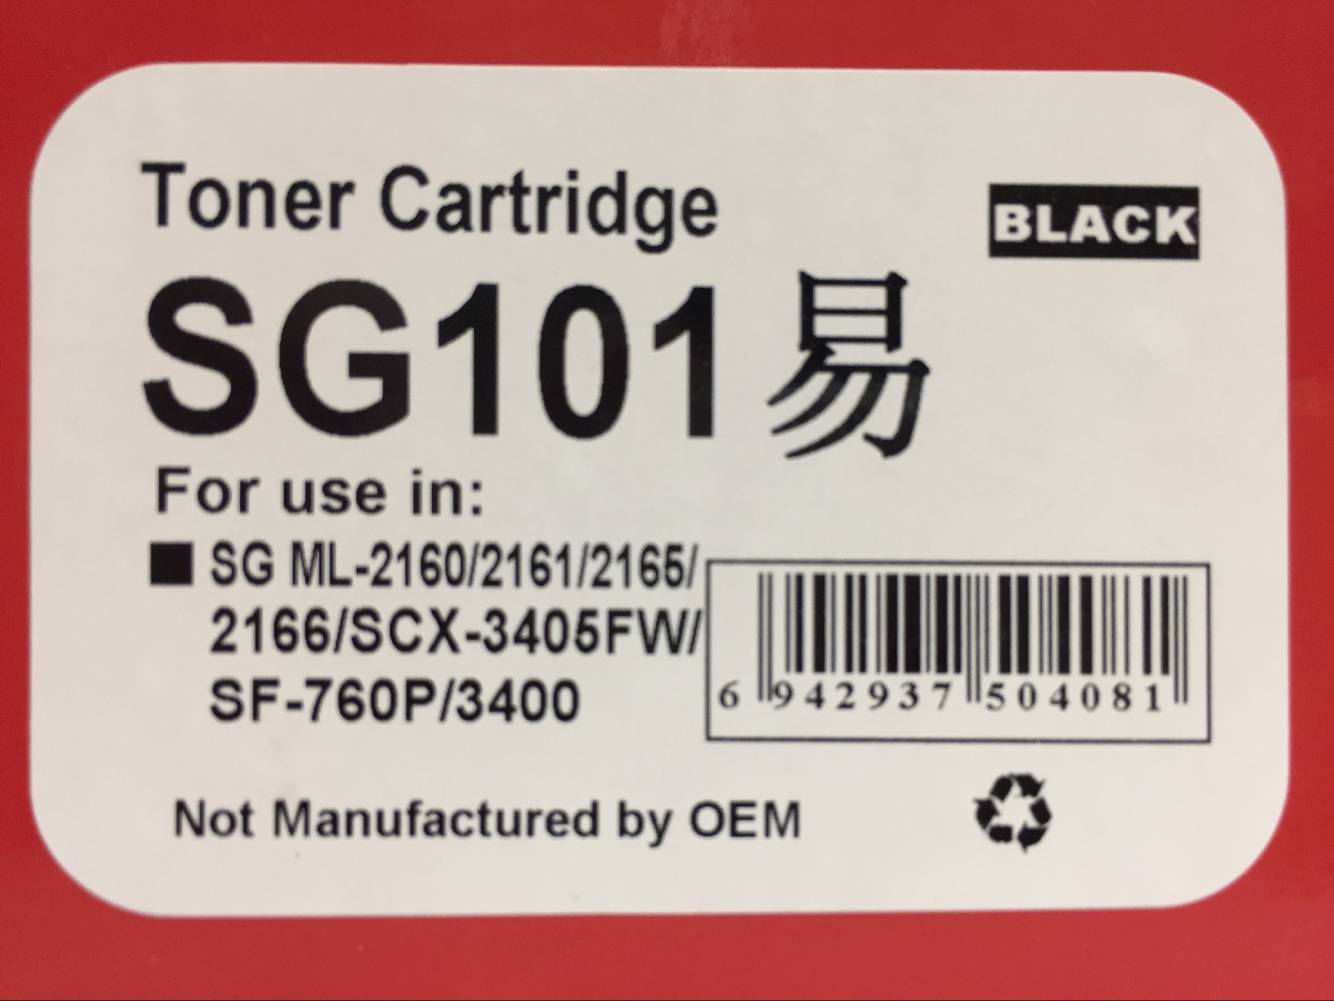 Toner Cartridge
BLACK
SG101易
For use in:
SG ML-2160/2161/2165/
2166/SCX-3405FW/
SF-760P/3400
6 942937 504081
Not Manufactured by OEM